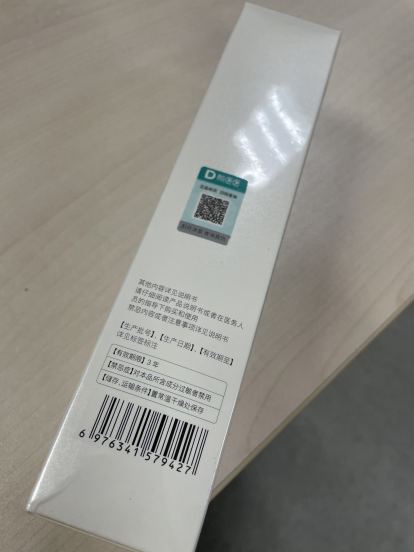 D
其他内容详见说明书
请仔细阅读产品说明书或者在医务人
员的指导下购买和使用
禁忌内容或者注意事项详见说明书
【生产批号】、【生产日期】、【有效期至】
详见标签标注
【有效期限】3 年
【禁忌症】对本品所含成分过敏者禁用
【储存、运输条件】置常温干燥处保存
6 976341 579427